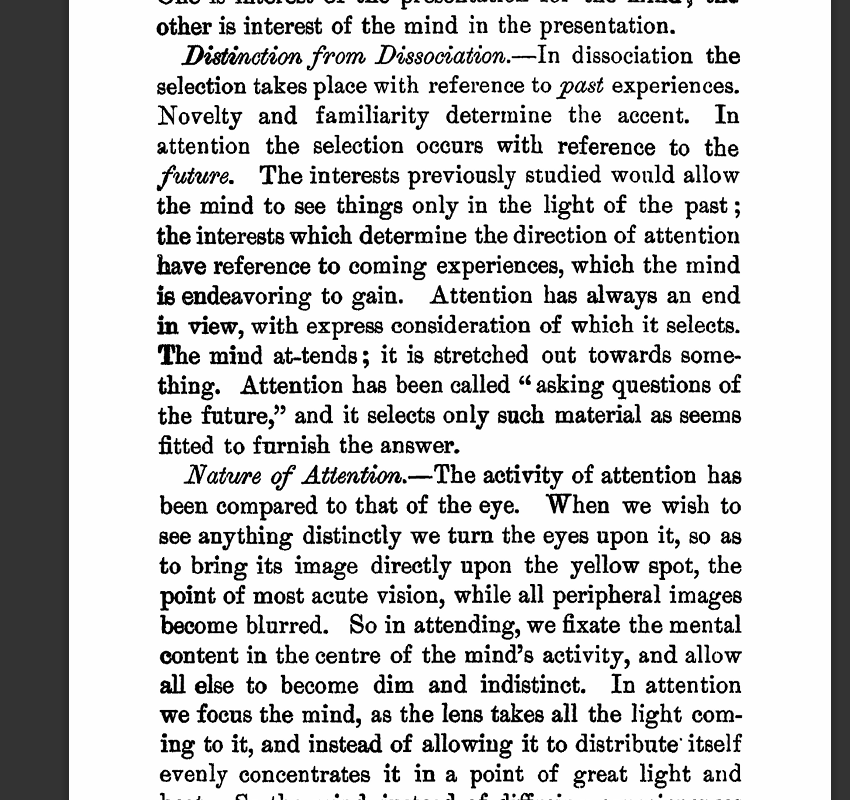 other is interest of the mind in the presentation.
Distinction from Dissociation.—In dissociation the
selection takes place with reference to past experiences.
Novelty and familiarity determine the accent. In
attention the selection occurs with reference to the
future. The interests previously studied would allow
the mind to see things only in the light of the past;
the interests which determine the direction of attention
have reference to coming experiences, which the mind
is endeavoring to gain. Attention has always an end
in view, with express consideration of which it selects.
The mind at-tends; it is stretched out towards some-
thing. Attention has been called “asking questions of
the future,” and it selects only such material as seems
fitted to furnish the answer.
Nature of Attention.—The activity of attention has
been compared to that of the eye. When we wish to
see anything distinctly we turn the eyes upon it, so as
to bring its image directly upon the yellow spot, the
point of most acute vision, while all peripheral images
become blurred. So in attending, we fixate the mental
content in the centre of the mind’s activity, and allow
all else to become dim and indistinct. In attention
we focus the mind, as the lens takes all the light com-
ing to it, and instead of allowing it to distribute itself
evenly concentrates it in a point of great light and